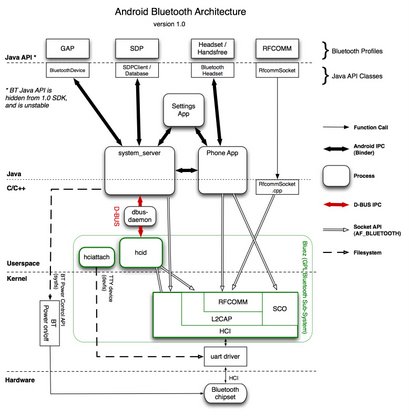 Android Bluetooth Architecture
version 1.0
GAP
SDP
Headset /
Handsfree
RFCOMM
Bluetooth Profiles
Java API *
BluetoothDevice
SDPClient /
Database
Bluetooth
Headset
RfcommSocket
Java API Classes
* BT Java API is
hidden from 1.0 SDK,
and is unstable
Settings
App
Function Call
Android IPC
(Binder)
system_server
Phone App
Process
Java
C/C++
RfcommSocket
.cpp
D-BUS
D-BUS IPC
dbus-
daemon
Socket API
(AF_BLUETOOTH)
hciattach
hcid
Filesystem
Userspace
Kernel
BT Power Control API
(sysfs)
TTY device
(devfs)
Bluez (GPL Bluetooth Sub-System)
RFCOMM
SCO
L2CAP
HCI
BT
Power on/off
uart driver
Hardware
HCI
Bluetooth
chipset